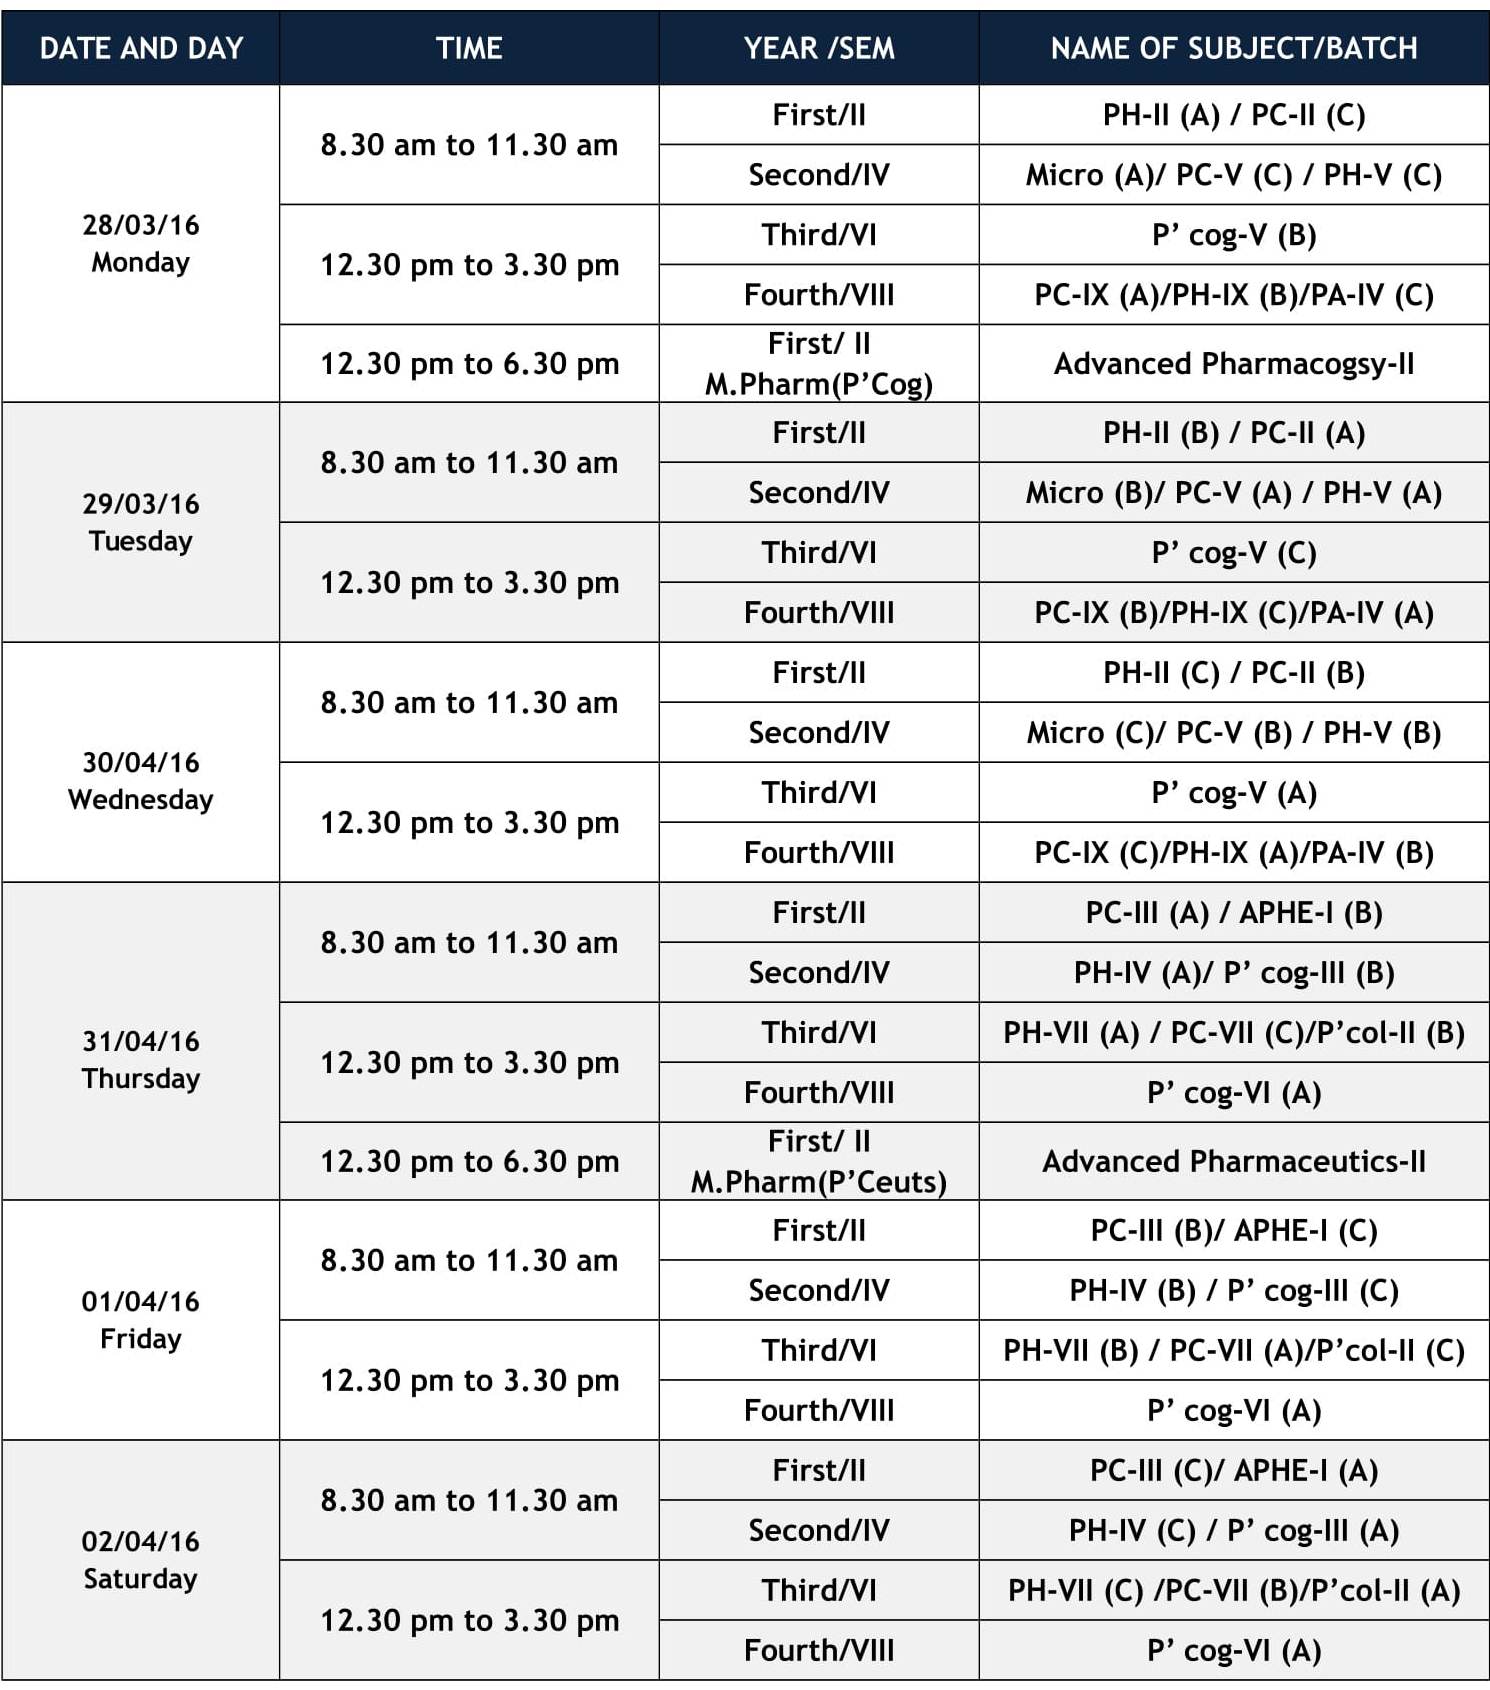 DATE AND DAY TIME YEAR /SEM NAME OF SUBJECT/BATCH
28/03/16
Monday
8.30 am to 11.30 am
First/II PH-II (A) / PC-II (C)
Second/IV Micro (A)/ PC-V (C) / PH-V (C)
12.30 pm to 3.30 pm
Third/VI P’ cog-V (B)
Fourth/VIII PC-IX (A)/PH-IX (B)/PA-IV (C)
12.30 pm to 6.30 pm
First/ II
M.Pharm(P’Cog)
Advanced Pharmacogsy-II
29/03/16
Tuesday
8.30 am to 11.30 am
First/II PH-II (B) / PC-II (A)
Second/IV Micro (B)/ PC-V (A) / PH-V (A)
12.30 pm to 3.30 pm
Third/VI P’ cog-V (C)
Fourth/VIII PC-IX (B)/PH-IX (C)/PA-IV (A)
30/04/16
Wednesday
8.30 am to 11.30 am
First/II PH-II (C) / PC-II (B)
Second/IV Micro (C)/ PC-V (B) / PH-V (B)
12.30 pm to 3.30 pm
Third/VI P’ cog-V (A)
Fourth/VIII PC-IX (C)/PH-IX (A)/PA-IV (B)
31/04/16
Thursday
8.30 am to 11.30 am
First/II PC-III (A) / APHE-I (B)
Second/IV PH-IV (A)/ P’ cog-III (B)
12.30 pm to 3.30 pm
Third/VI PH-VII (A) / PC-VII (C)/P’col-II (B)
Fourth/VIII P’ cog-VI (A)
12.30 pm to 6.30 pm
First/ II
M.Pharm(P’Ceuts)
Advanced Pharmaceutics-II
01/04/16
Friday
8.30 am to 11.30 am
First/II PC-III (B)/ APHE-I (C)
Second/IV PH-IV (B) / P’ cog-III (C)
12.30 pm to 3.30 pm
Third/VI PH-VII (B) / PC-VII (A)/P’col-II (C)
Fourth/VIII P’ cog-VI (A)
02/04/16
Saturday
8.30 am to 11.30 am
First/II PC-III (C)/ APHE-I (A)
Second/IV PH-IV (C) / P’ cog-III (A)
12.30 pm to 3.30 pm
Third/VI PH-VII (C) /PC-VII (B)/P’col-II (A)
Fourth/VIII P’ cog-VI (A)